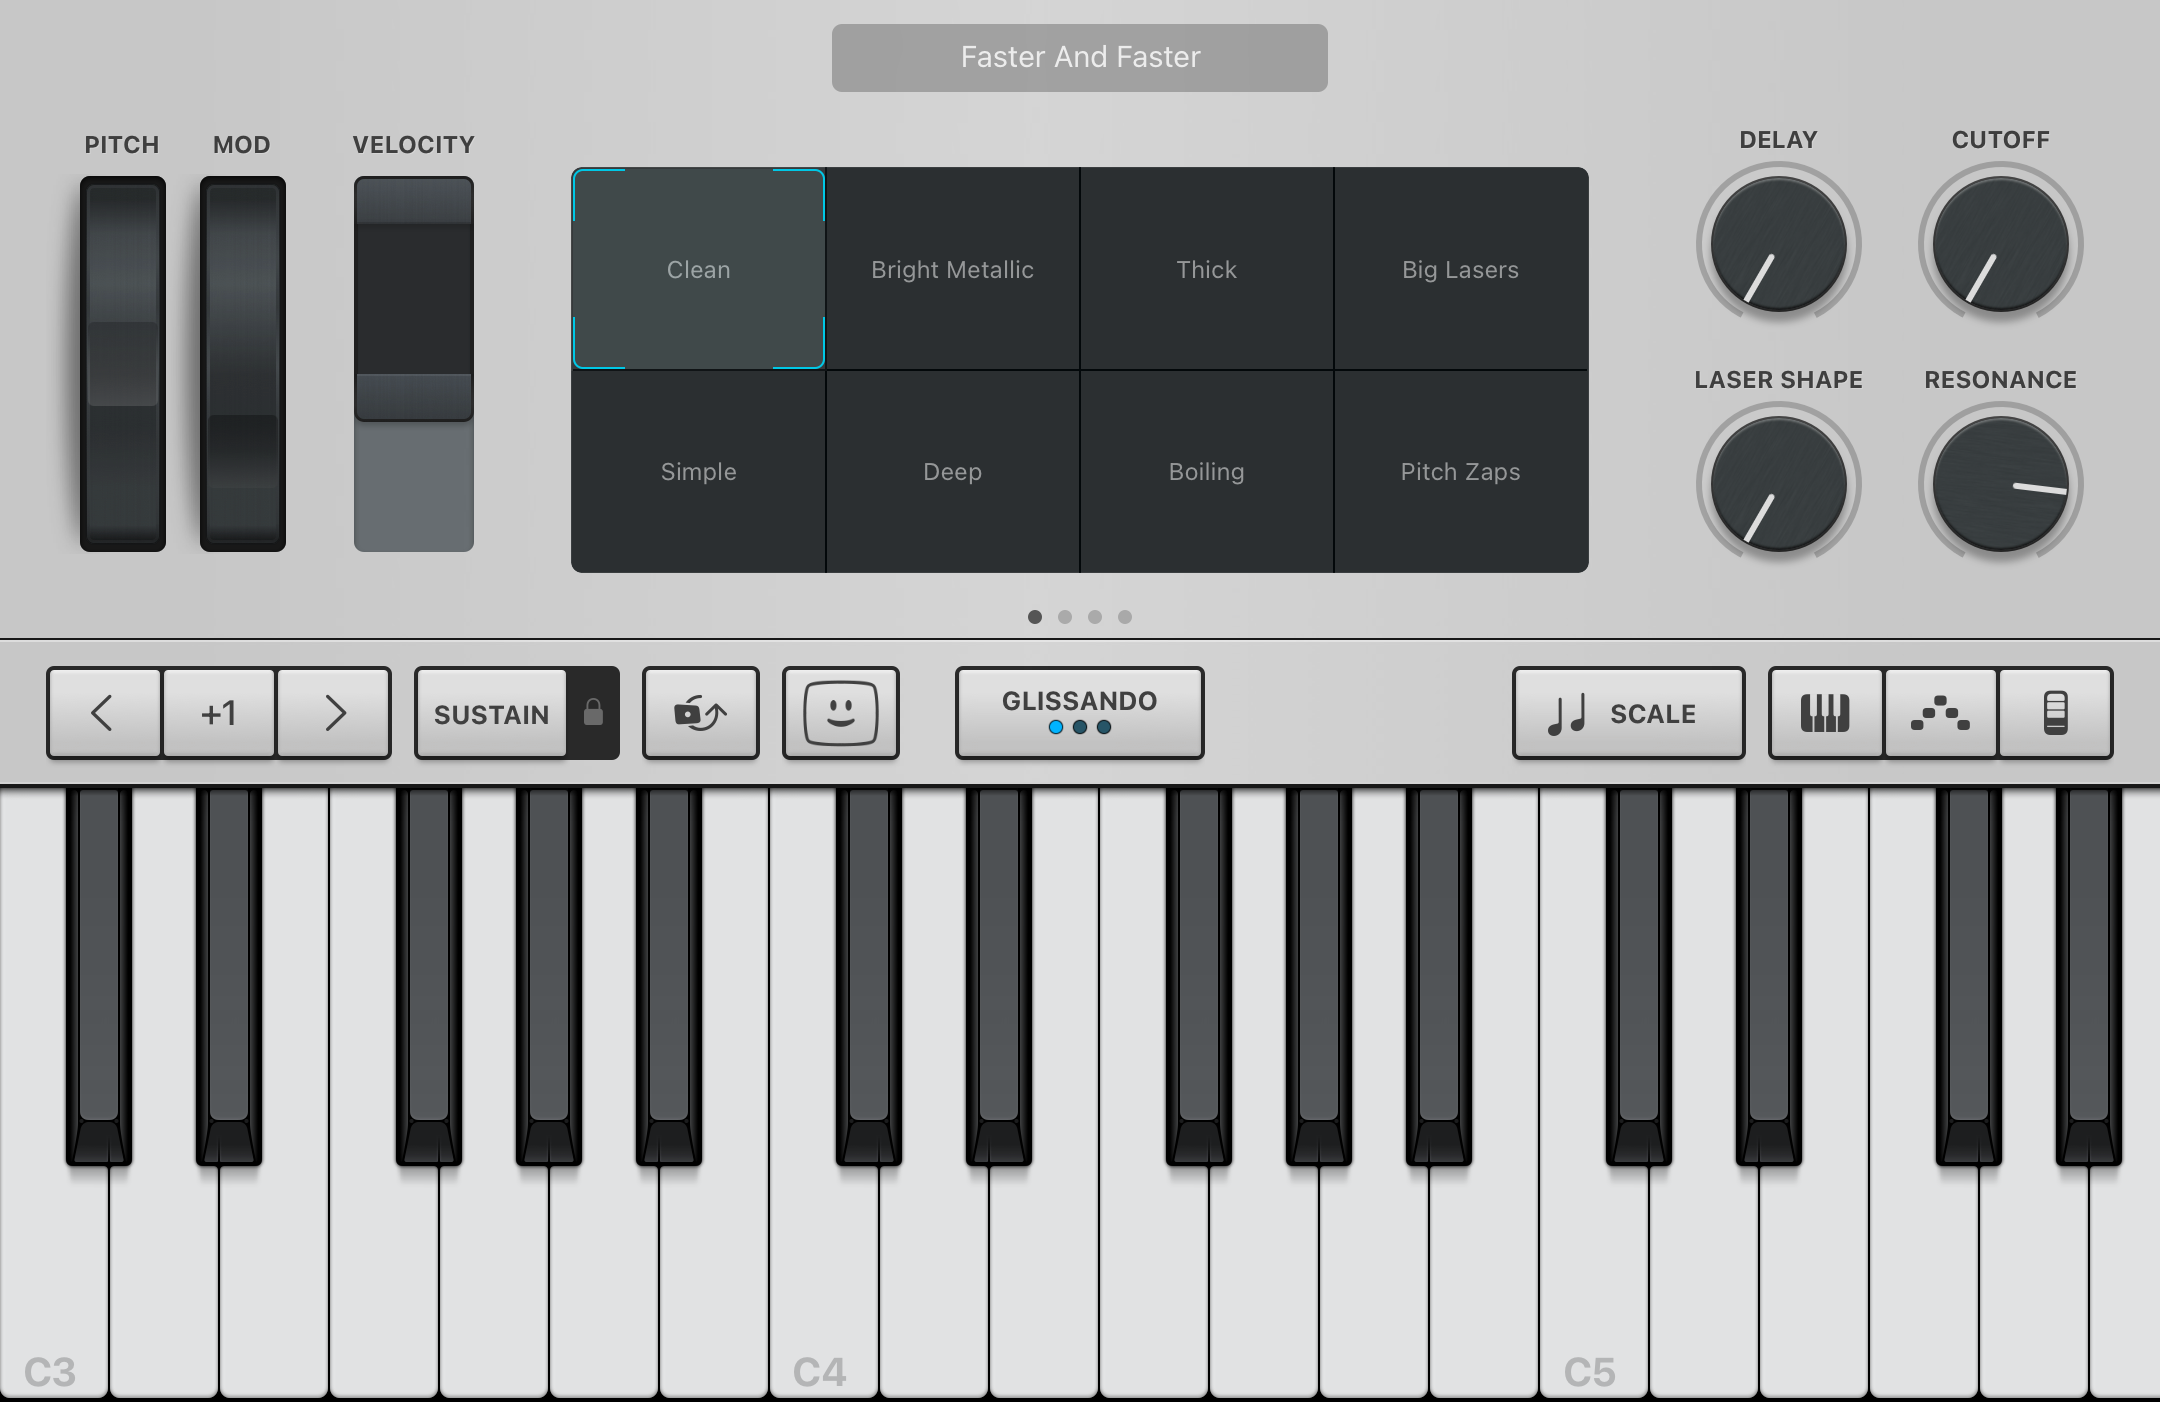 Faster And Faster
PITCH MOD VELOCITY
DELAY CUTOFF
Clean Bright Metallic Thick Big Lasers
LASER SHAPE RESONANCE
Simple Deep Boiling Pitch Zaps
+1 SUSTAIN GLISSANDO SCALE
C3 C4 C5